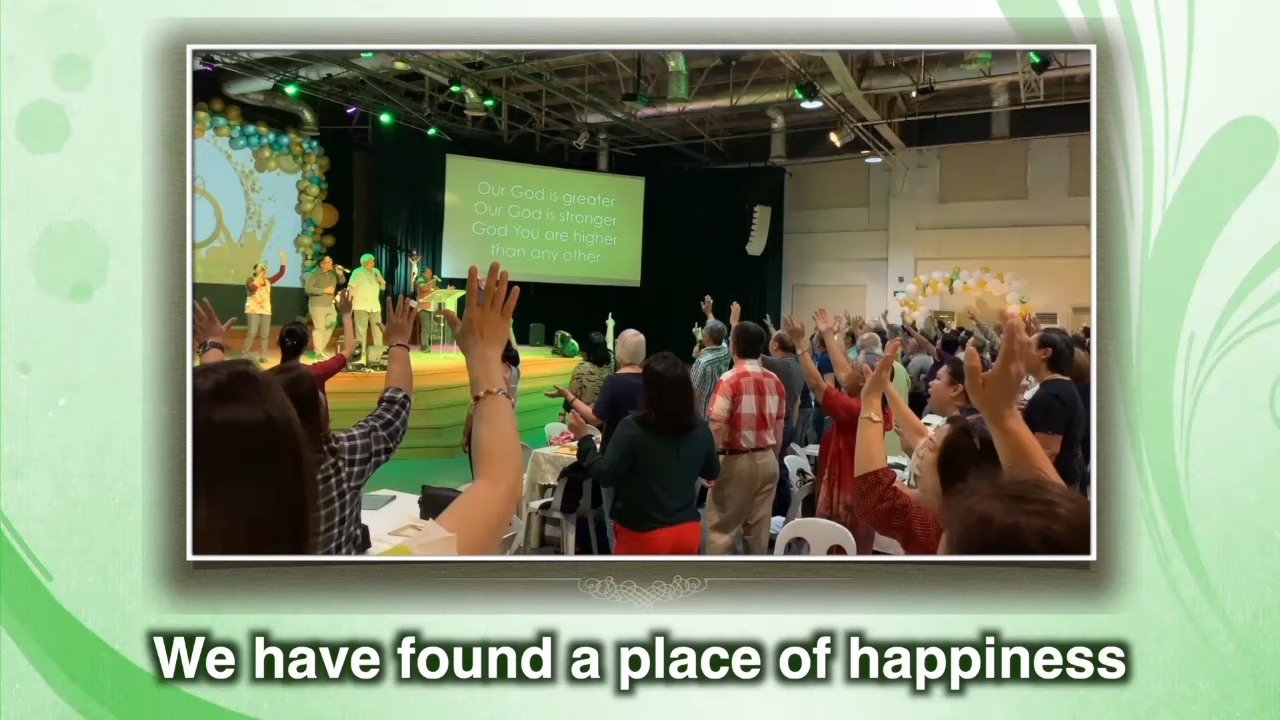 Our God is greater
Our God is stronger
God You are higher
than any other
We have found a place of happiness